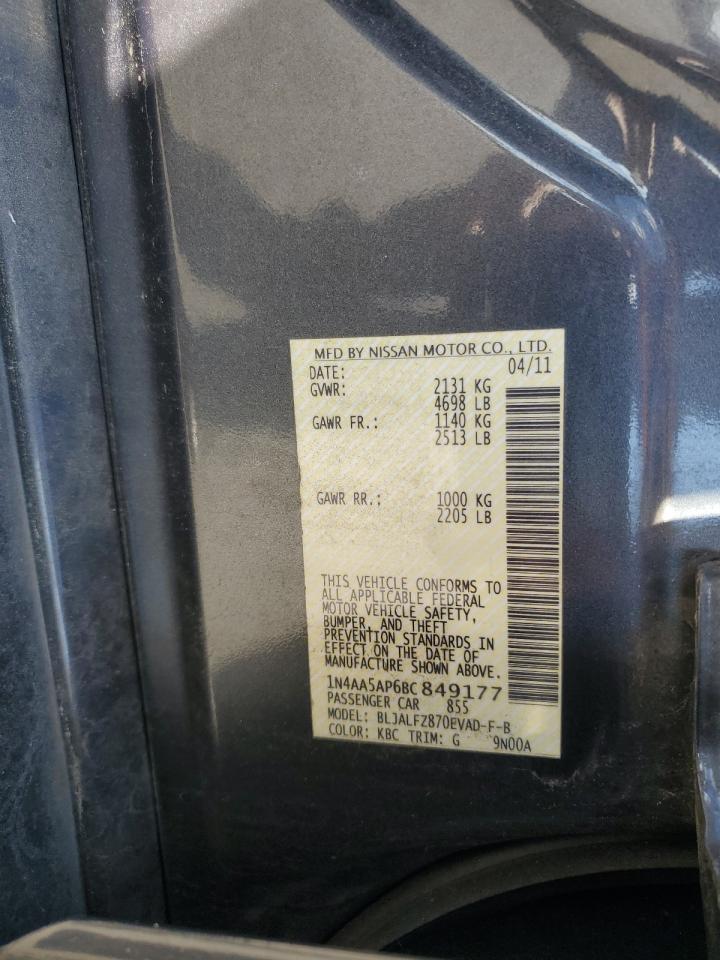 MFD BY NISSAN MOTOR CO., LTD.
DATE: 04/11
GVWR: 2131 KG
4698 LB
GAWR FR.: 1140 KG
2513 LB
GAWR RR.: 1000 KG
2205 LB
THIS VEHICLE CONFORMS TO
ALL APPLICABLE FEDERAL
MOTOR VEHICLE SAFETY,
BUMPER, AND THEFT
PREVENTION STANDARDS IN
EFFECT ON THE DATE OF
MANUFACTURE SHOWN ABOVE.
1N4AA5AP6BC849177
PASSENGER CAR 855
MODEL: BLJALFZ870EVAD-F-B
COLOR: KBC TRIM: G 9N00A